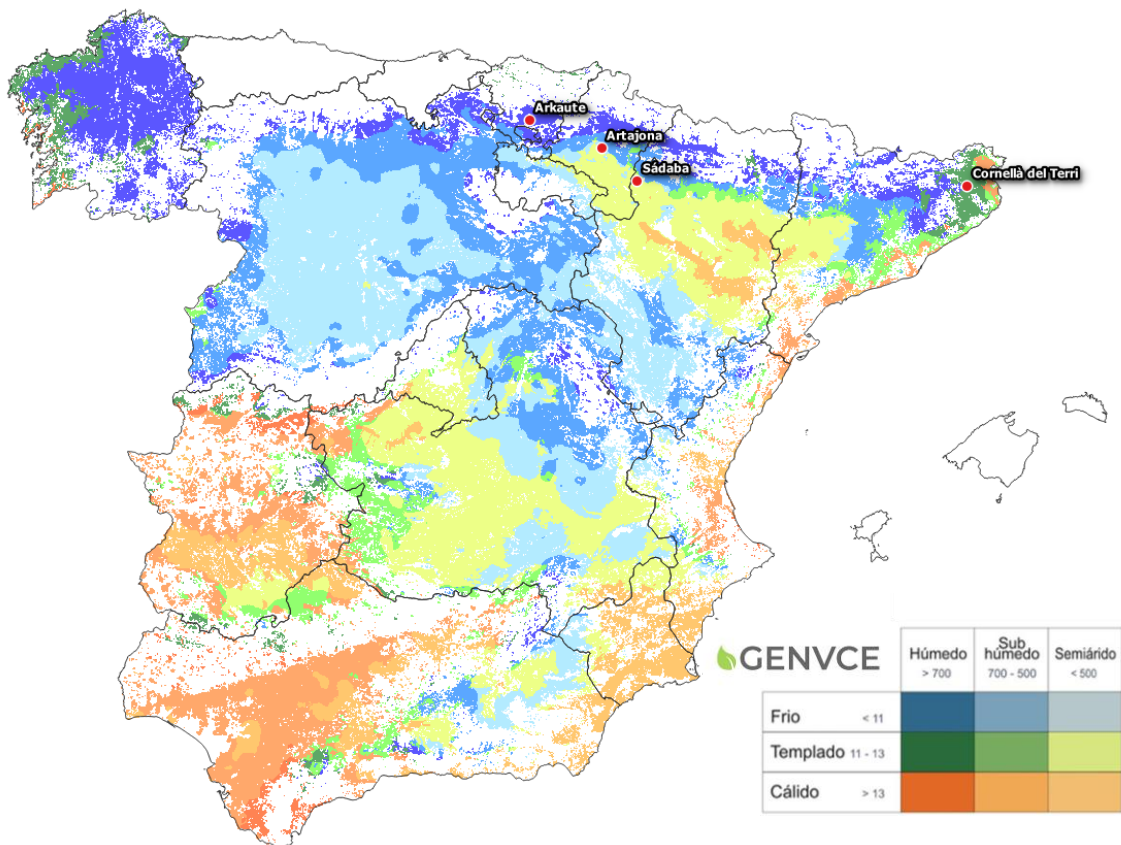 Arkaute
Artajona
Sádaba
Cornellà del Terri
GENVCE
Húmedo
> 700
Sub
húmedo
700 - 500
Semiárido
< 500
Frio < 11
Templado 11 - 13
Cálido > 13